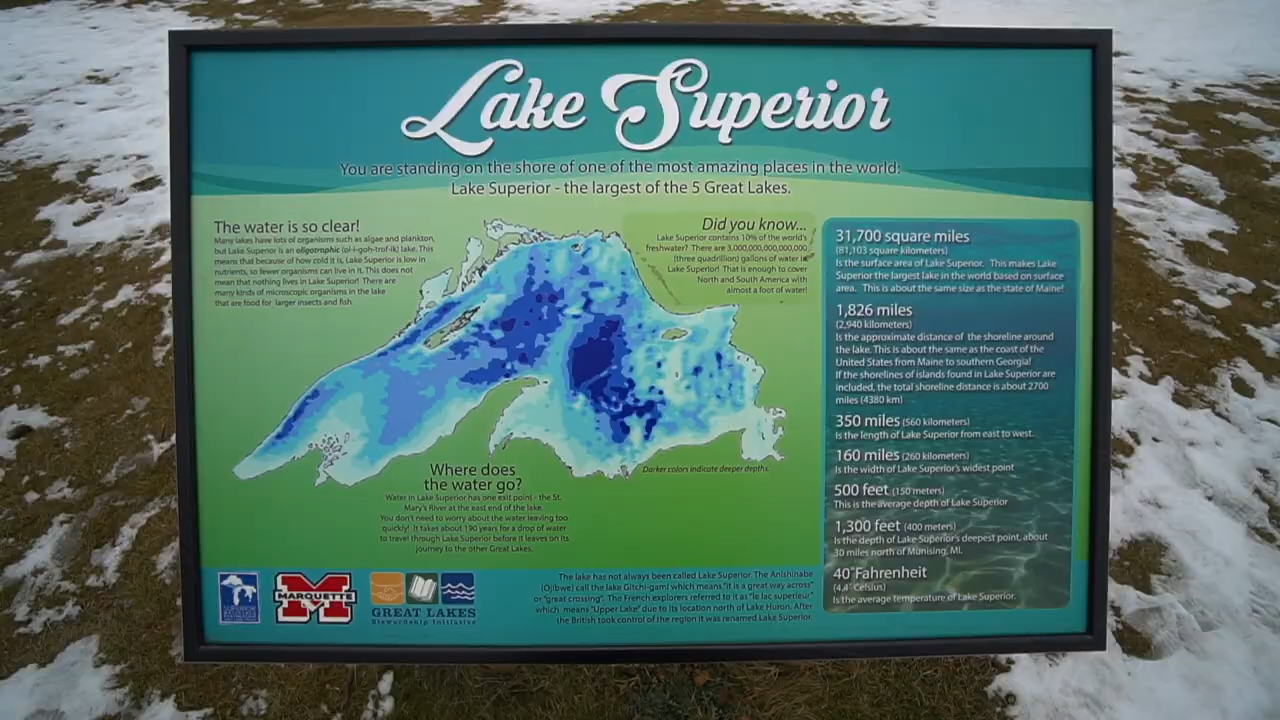 Lake Superior
You are standing on the shore of one of the most amazing places in the world:
Lake Superior - the largest of the 5 Great Lakes.
The water is so clear!
Many lakes have lots of organisms such as algae and plankton,
but Lake Superior is an oligotrophic (ol-i-goh-trof-ik) lake. This
means that because of how cold it is, Lake Superior is low in
nutrients, so fewer organisms can live in it. This does not
mean that nothing lives in Lake Superior! There are
many kinds of microscopic organisms in the lake
that are food for larger insects and fish.
Did you know...
Lake Superior contains 10% of the world's
freshwater? There are 3,000,000,000,000,000
(three quadrillion) gallons of water in
Lake Superior! That is enough to cover
North and South America with
almost a foot of water!
Darker colors indicate deeper depths.
Where does
the water go?
Water in Lake Superior has one exit point - the St.
Mary's River at the east end of the lake.
You don't need to worry about the water leaving too
quickly! It takes about 190 years for a drop of water
to travel through Lake Superior before it leaves on its
journey to the other Great Lakes.
31,700 square miles
(81,103 square kilometers)
Is the surface area of Lake Superior. This makes Lake
Superior the largest lake in the world based on surface
area. This is about the same size as the state of Maine!
1,826 miles
(2,940 kilometers)
Is the approximate distance of the shoreline around
the lake. This is about the same as the coast of the
United States from Maine to southern Georgia!
If the shorelines of islands found in Lake Superior are
included, the total shoreline distance is about 2700
miles (4380 km)
350 miles (560 kilometers)
Is the length of Lake Superior from east to west.
160 miles (260 kilometers)
Is the width of Lake Superior's widest point
500 feet (150 meters)
This is the average depth of Lake Superior
1,300 feet (400 meters)
Is the depth of Lake Superior's deepest point, about
30 miles north of Munising, MI.
40°Fahrenheit
(4.4° Celsius)
Is the average temperature of Lake Superior.
M
MARQUETTE
GREAT LAKES
Stewardship Initiative
The lake has not always been called Lake Superior. The Anishinabe
(Ojibwe) call the lake Gitchi-gami which means "it is a great way across"
or "great crossing". The French explorers referred to it as "le lac superieur"
which means "Upper Lake" due to its location north of Lake Huron. After
the British took control of the region it was renamed Lake Superior.